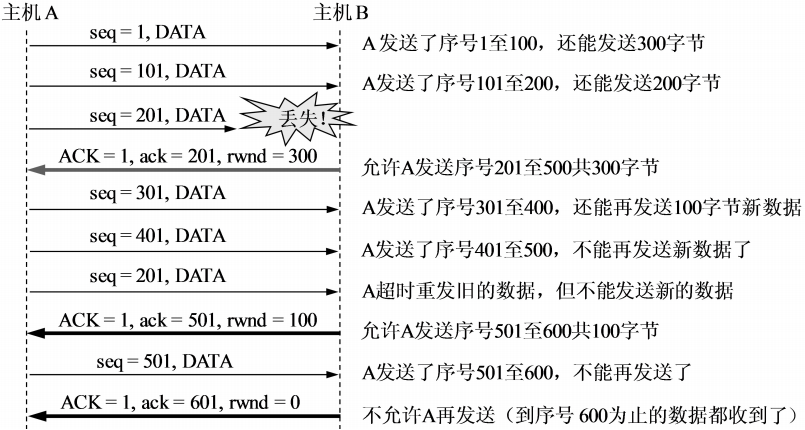 主机A 主机B
seq = 1, DATA A发送了序号1至100，还能发送300字节
seq = 101, DATA A发送了序号101至200，还能发送200字节
seq = 201, DATA 丢失!
ACK = 1, ack = 201, rwnd = 300 允许A发送序号201至500共300字节
seq = 301, DATA A发送了序号301至400，还能再发送100字节新数据
seq = 401, DATA A发送了序号401至500，不能再发送新数据了
seq = 201, DATA A超时重发旧的数据，但不能发送新的数据
ACK = 1, ack = 501, rwnd = 100 允许A发送序号501至600共100字节
seq = 501, DATA A发送了序号501至600，不能再发送了
ACK = 1, ack = 601, rwnd = 0 不允许A再发送（到序号600为止的数据都收到了）